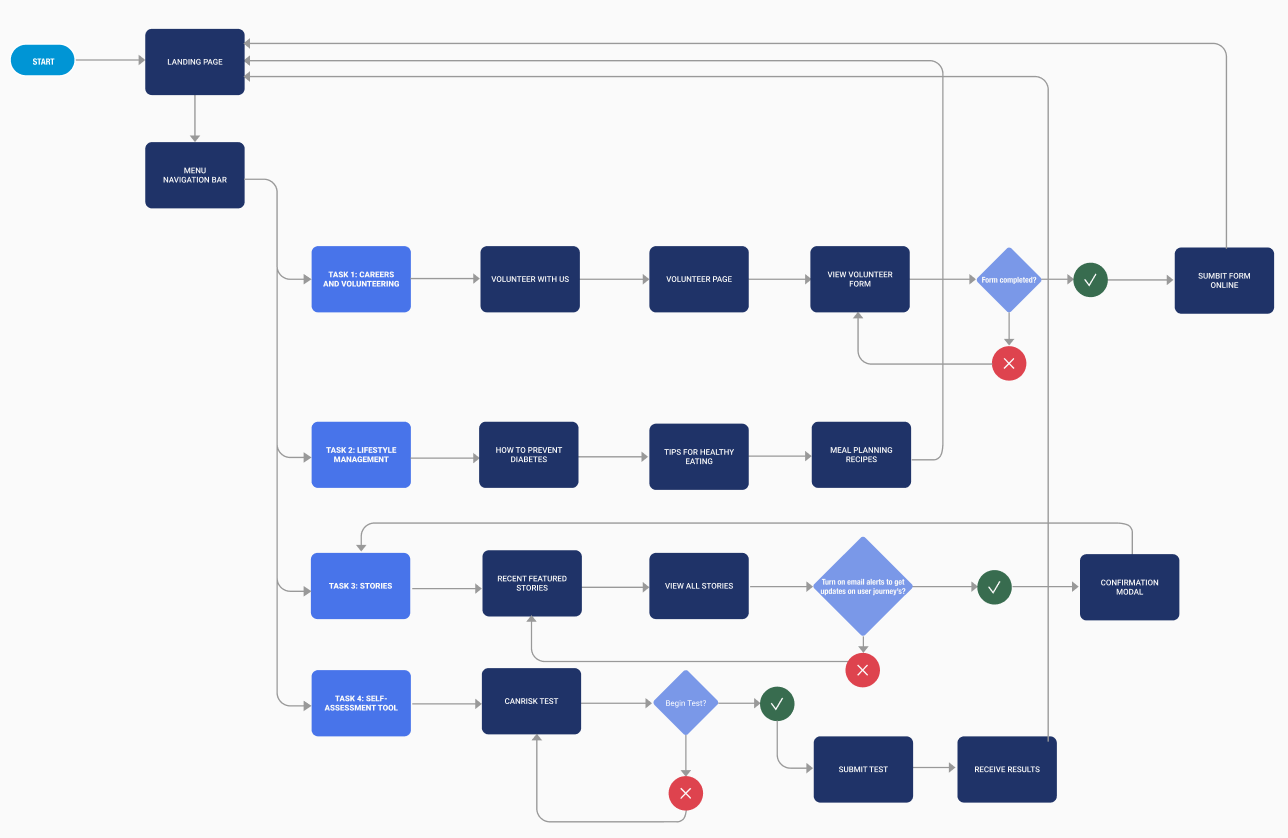 START
LANDING PAGE
MENU
NAVIGATION BAR
TASK 1: CAREERS
AND VOLUNTEERING
VOLUNTEER WITH US
VOLUNTEER PAGE
VIEW VOLUNTEER
FORM
Form completed?
SUMBIT FORM
ONLINE
TASK 2: LIFESTYLE
MANAGEMENT
HOW TO PREVENT
DIABETES
TIPS FOR HEALTHY
EATING
MEAL PLANNING
RECIPES
TASK 3: STORIES
RECENT FEATURED
STORIES
VIEW ALL STORIES
Turn on email alerts to get
updates on user journey's?
CONFIRMATION
MODAL
TASK 4: SELF-
ASSESSMENT TOOL
CANRISK TEST
Begin Test?
SUBMIT TEST
RECEIVE RESULTS